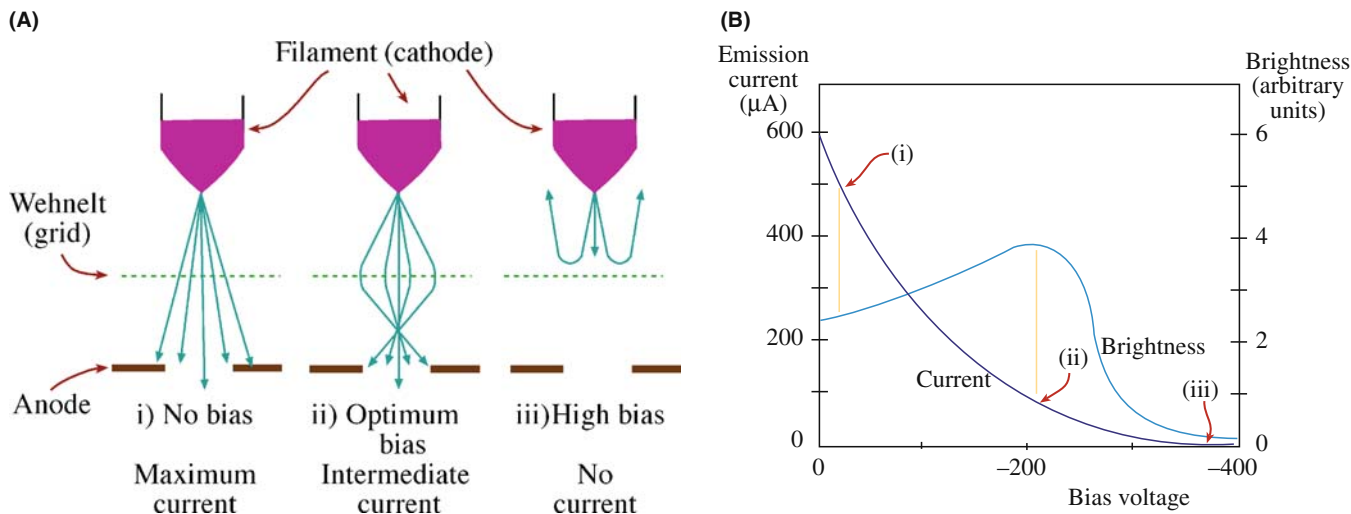 (A)
Filament (cathode)
Wehnelt
(grid)
Anode
i) No bias
Maximum
current
ii) Optimum
bias
Intermediate
current
iii)High bias
No
current
(B)
Emission
current
(μA)
Brightness
(arbitrary
units)
600
400
200
0
6
4
2
0
(i)
Brightness
Current
(ii)
(iii)
0
–200
–400
Bias voltage